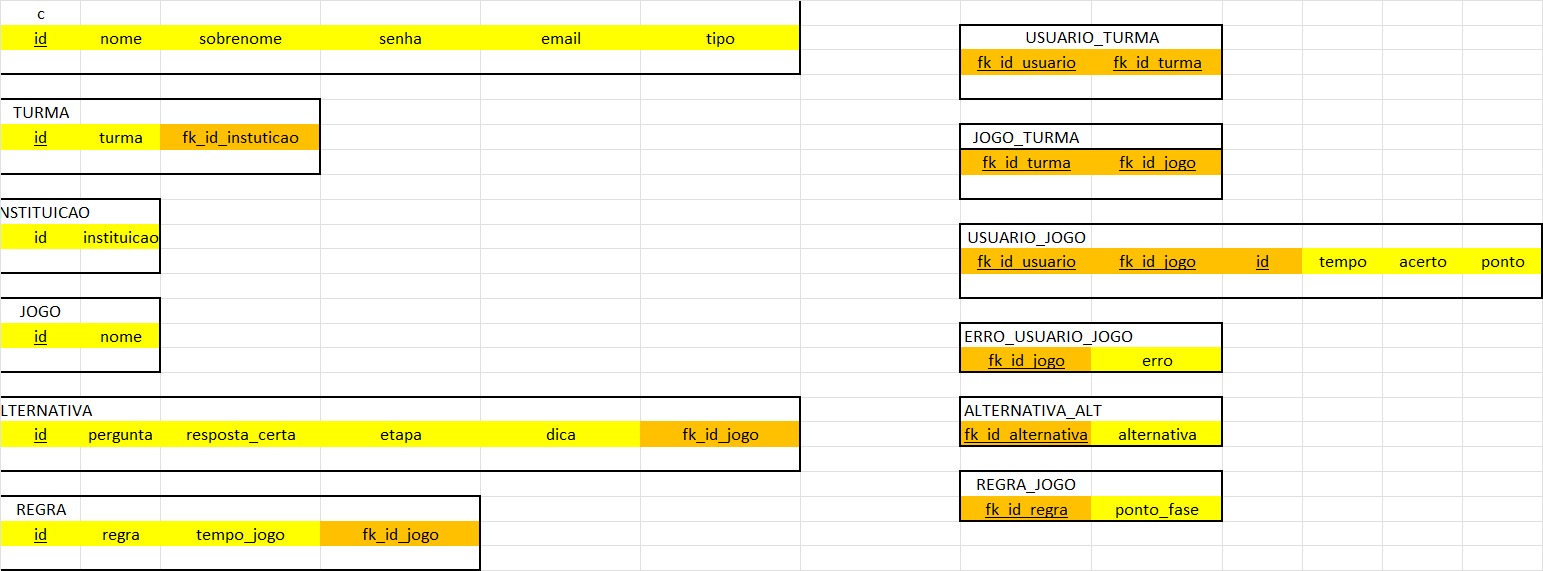 c
id nome sobrenome senha email tipo
TURMA
id turma fk_id_instuticao
NSTITUICAO
id instituicao
JOGO
id nome
LTERNATIVA
id pergunta resposta_certa etapa dica fk_id_jogo
REGRA
id regra tempo_jogo fk_id_jogo
USUARIO_TURMA
fk_id_usuario fk_id_turma
JOGO_TURMA
fk_id_turma fk_id_jogo
USUARIO_JOGO
fk_id_usuario fk_id_jogo id tempo acerto ponto
ERRO_USUARIO_JOGO
fk_id_jogo erro
ALTERNATIVA_ALT
fk_id_alternativa alternativa
REGRA_JOGO
fk_id_regra ponto_fase